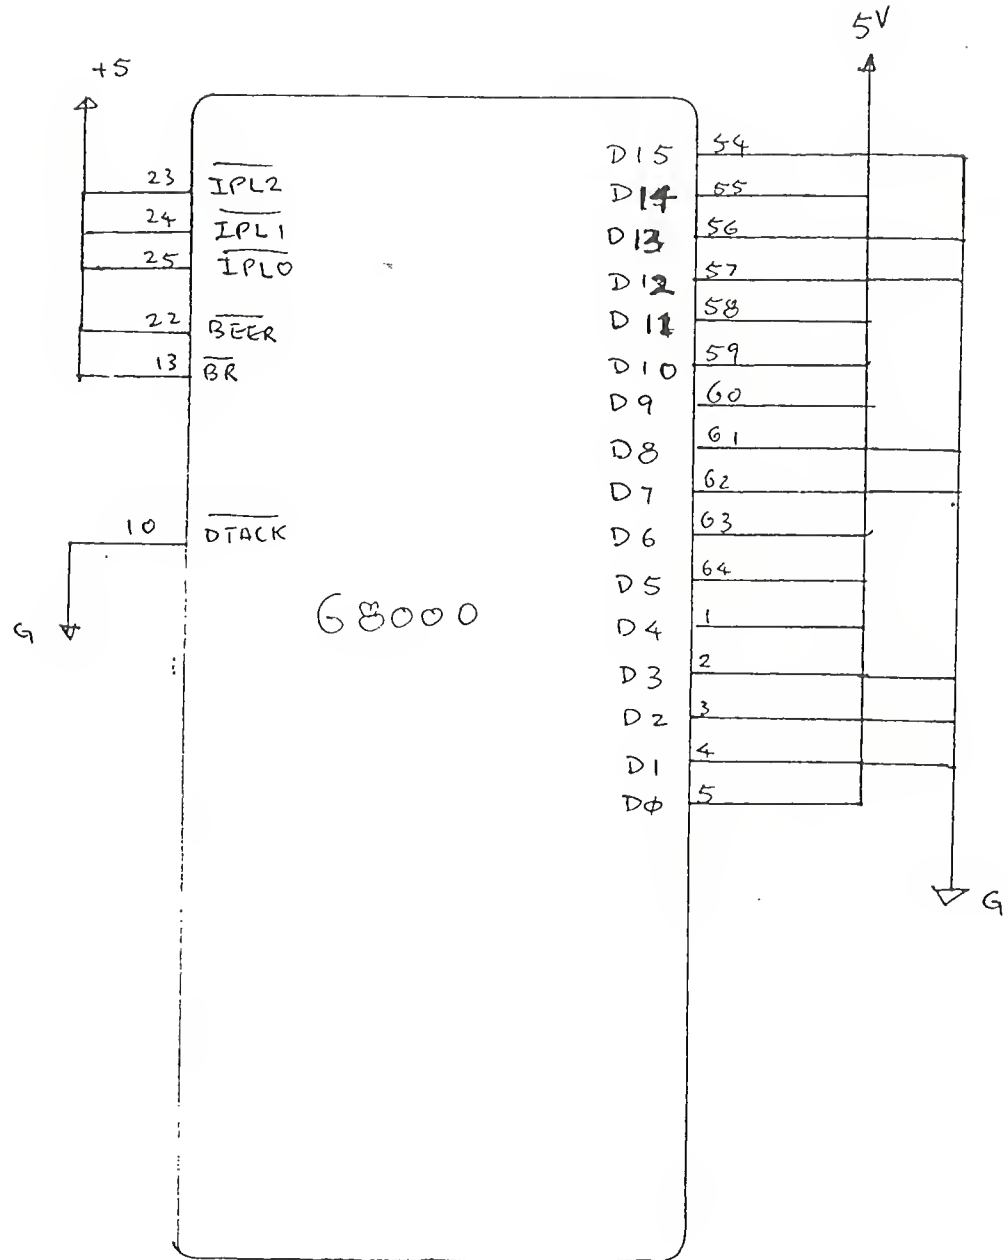 5V
+5
D15 54
23 IPL2
D14 55
24 IPL1
D13 56
25 IPL0
D12 57
D11 58
22 BEER
D10 59
13 BR
D9 60
D8 61
D7 62
10 DTACK
D6 63
D5 64
68000
G
D4 1
D3 2
D2 3
D1 4
DΦ 5
G